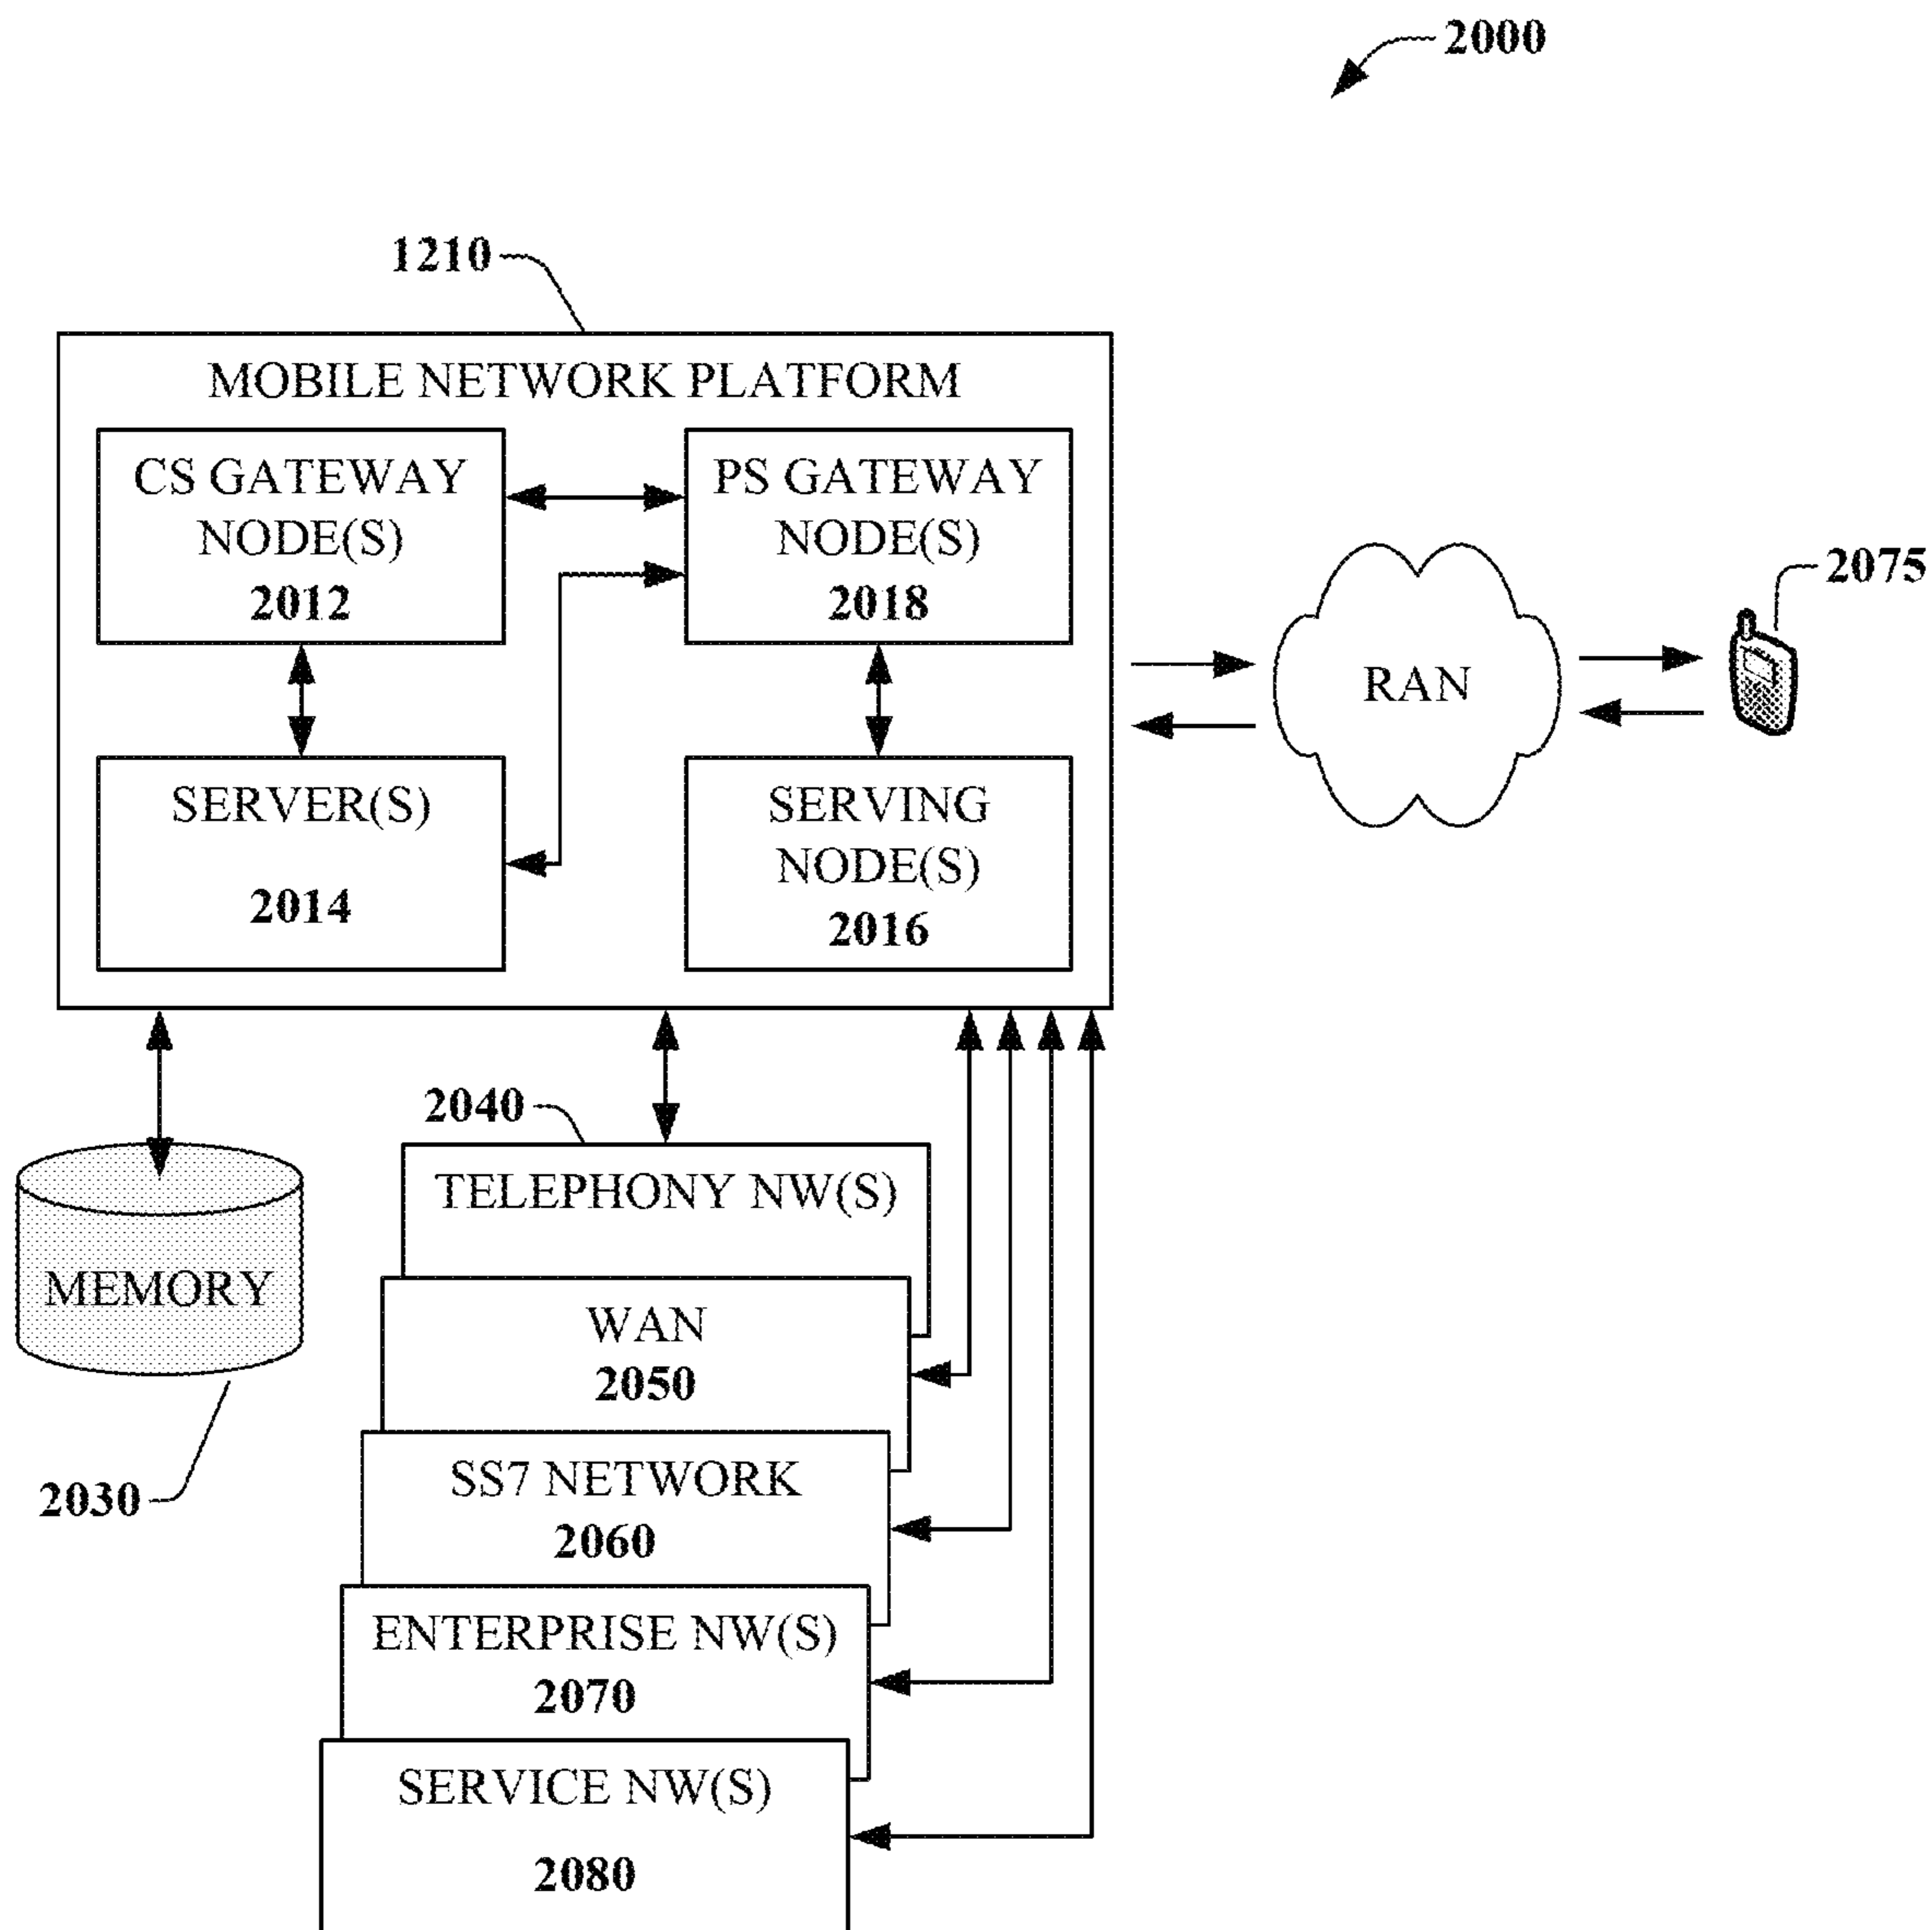 2000
1210
MOBILE NETWORK PLATFORM
CS GATEWAY
NODE(S)
2012
PS GATEWAY
NODE(S)
2018
2075
RAN
SERVER(S)
2014
SERVING
NODE(S)
2016
2040
TELEPHONY NW(S)
MEMORY
WAN
2050
2030
SS7 NETWORK
2060
ENTERPRISE NW(S)
2070
SERVICE NW(S)
2080